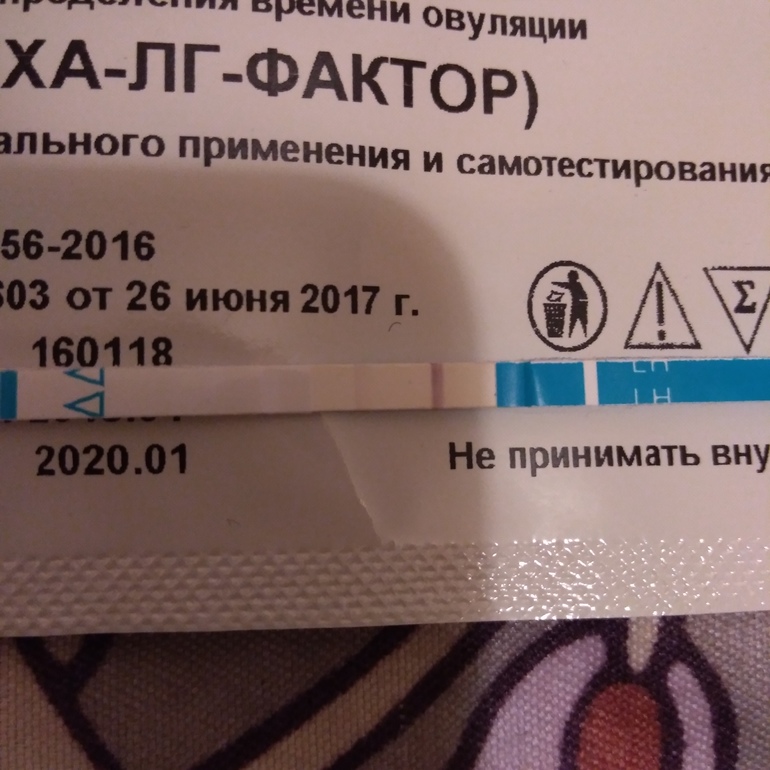 времени овуляции
ХА-ЛГ-ФАКТОР)
ального применения и самотестирования
56-2016
603 от 26 июня 2017 г.
Σ
160118
LH
2020.01
Не принимать вну